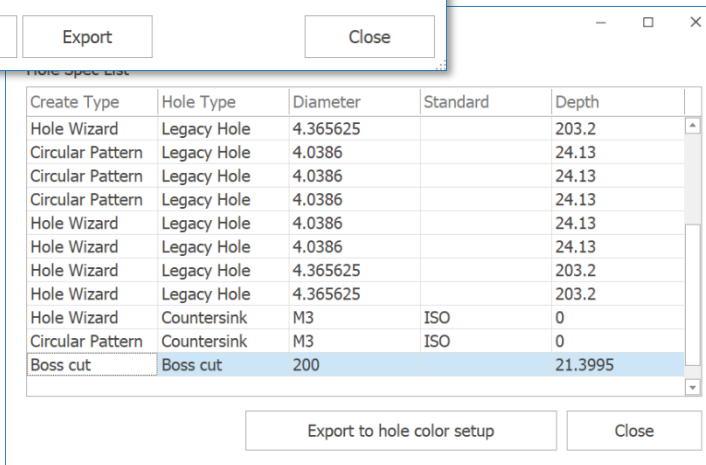 Export Close
Hole Spec List
Create Type Hole Type Diameter Standard Depth
Hole Wizard Legacy Hole 4.365625 203.2
Circular Pattern Legacy Hole 4.0386 24.13
Circular Pattern Legacy Hole 4.0386 24.13
Circular Pattern Legacy Hole 4.0386 24.13
Hole Wizard Legacy Hole 4.0386 24.13
Hole Wizard Legacy Hole 4.0386 24.13
Hole Wizard Legacy Hole 4.365625 203.2
Hole Wizard Legacy Hole 4.365625 203.2
Hole Wizard Countersink M3 ISO 0
Circular Pattern Countersink M3 ISO 0
Boss cut Boss cut 200 21.3995
Export to hole color setup Close